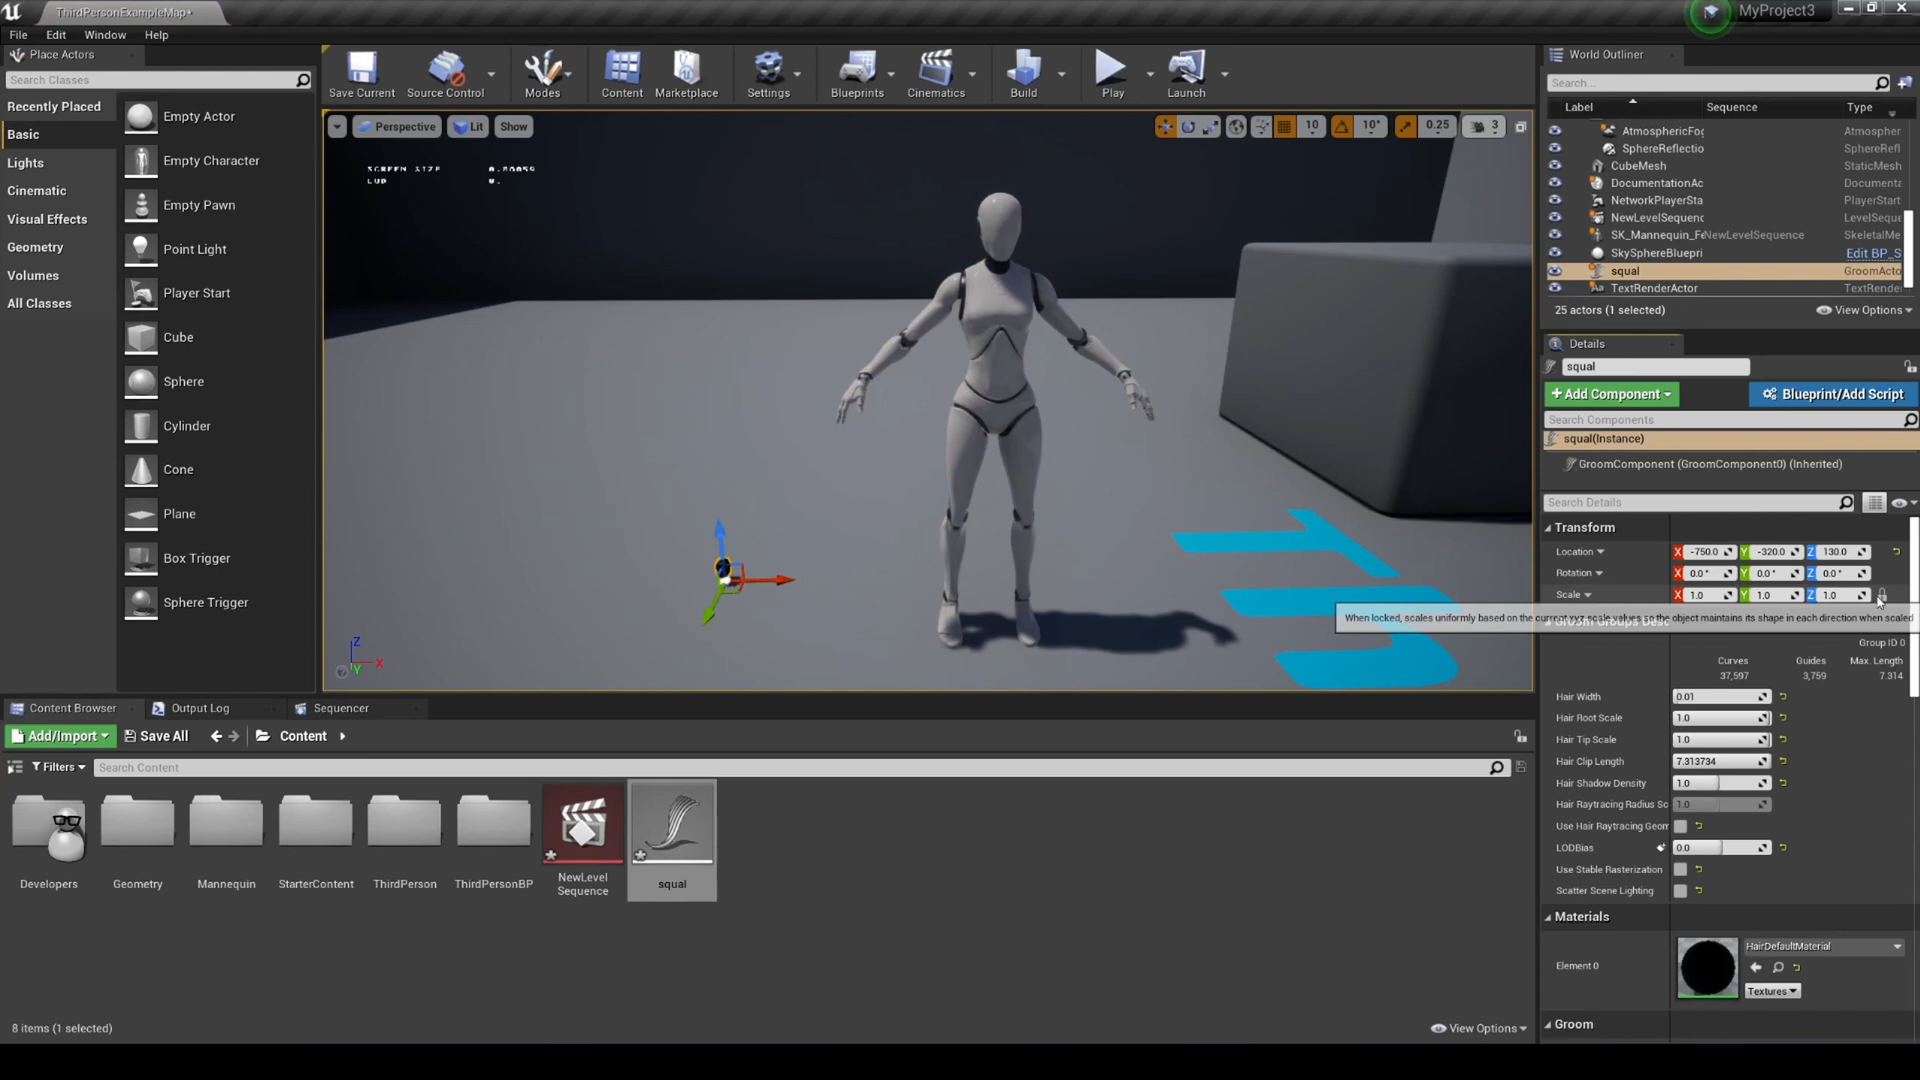 ThirdPersonExampleMap*
MyProject3
File Edit Window Help
Place Actors
Search Classes
Recently Placed
Basic
Lights
Cinematic
Visual Effects
Geometry
Volumes
All Classes
Empty Actor
Empty Character
Empty Pawn
Point Light
Player Start
Cube
Sphere
Cylinder
Cone
Plane
Box Trigger
Sphere Trigger
Save Current Source Control Modes Content Marketplace Settings Blueprints Cinematics Build Play Launch
Perspective Lit Show
10 10° 0.25 3
SCREEN SIZE
Z
X
Y
World Outliner
Search...
Label Sequence Type
AtmosphericFog Atmospher
SphereReflectio SphereRefl
CubeMesh StaticMesh
DocumentationAc Documenta
NetworkPlayerSta PlayerStart
NewLevelSequenc LevelSeque
SK_Mannequin_Fe NewLevelSequence SkeletalMe
SkySphereBluepri Edit BP_S
squal GroomActo
TextRenderActor TextRende
25 actors (1 selected) View Options
Details
squal
+Add Component Blueprint/Add Script
Search Components
squal(Instance)
GroomComponent (GroomComponent0) (Inherited)
Search Details
Transform
Location X -750.0 Y -320.0 Z 130.0
Rotation X 0.0° Y 0.0° Z 0.0°
Scale X 1.0 Y 1.0 Z 1.0
When locked, scales uniformly based on the current xyz scale values so the object maintains its shape in each direction when scaled
Group ID 0
Curves Guides Max. Length
37,597 3,759 7.314
Hair Width 0.01
Hair Root Scale 1.0
Hair Tip Scale 1.0
Hair Clip Length 7.313734
Hair Shadow Density 1.0
Hair Raytracing Radius Sc 1.0
Use Hair Raytracing Geom
LODBias 0.0
Use Stable Rasterization
Scatter Scene Lighting
Materials
Element 0
HairDefaultMaterial
Textures
Groom
Content Browser Output Log Sequencer
Add/Import Save All Content
Filters Search Content
Developers Geometry Mannequin StarterContent ThirdPerson ThirdPersonBP NewLevel
Sequence squal
8 items (1 selected) View Options